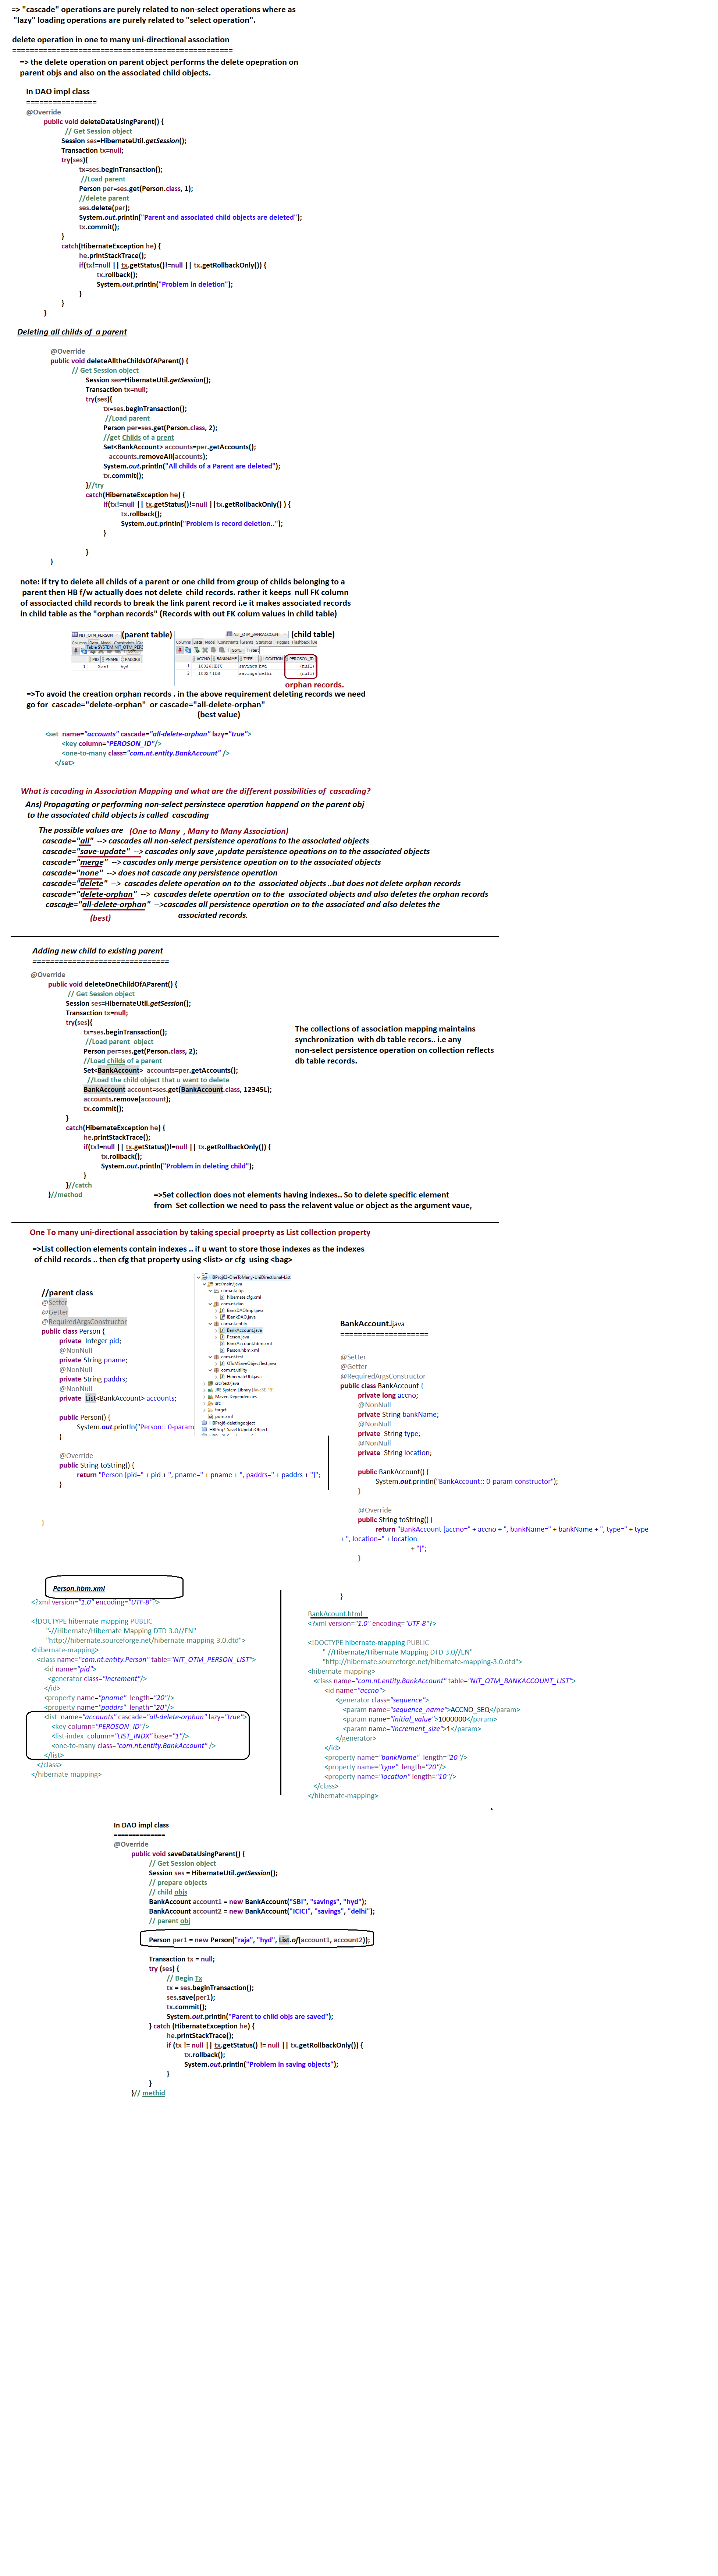 => "cascade" operations are purely related to non-select operations where as
"lazy" loading operations are purely related to "select operation".
delete operation in one to many uni-directional association
==================================================
=> the delete operation on parent object performs the delete opepration on
parent objs and also on the associated child objects.
In DAO impl class
================
@Override
public void deleteDataUsingParent() {
// Get Session object
Session ses=HibernateUtil.getSession();
Transaction tx=null;
try(ses){
tx=ses.beginTransaction();
//Load parent
Person per=ses.get(Person.class, 1);
//delete parent
ses.delete(per);
System.out.println("Parent and associated child objects are deleted");
tx.commit();
}
catch(HibernateException he) {
he.printStackTrace();
if(tx!=null || tx.getStatus()!=null || tx.getRollbackOnly()) {
tx.rollback();
System.out.println("Problem in deletion");
}
}
}
Deleting all childs of a parent
@Override
public void deleteAlltheChildsOfAParent() {
// Get Session object
Session ses=HibernateUtil.getSession();
Transaction tx=null;
try(ses){
tx=ses.beginTransaction();
//Load parent
Person per=ses.get(Person.class, 2);
//get Childs of a prent
Set<BankAccount> accounts=per.getAccounts();
accounts.removeAll(accounts);
System.out.println("All childs of a Parent are deleted");
tx.commit();
}//try
catch(HibernateException he) {
if(tx!=null || tx.getStatus()!=null ||tx.getRollbackOnly() ) {
tx.rollback();
System.out.println("Problem is record deletion..");
}
}
}
note: if try to delete all childs of a parent or one child from group of childs belonging to a
parent then HB f/w actually does not delete child records. rather it keeps null FK column
of associacted child records to break the link parent record i.e it makes associated records
in child table as the "orphan records" (Records with out FK colum values in child table)
NIT_OTM_PERSON (parent table) NIT_OTM_BANKACCOUNT (child table)
Columns Data Model Constraints Grants Statistics Triggers Flashback
Table SYSTEM.NIT_OTM_PERS
Sort.. Filter:
PID PNAME PADDRS
1 2 ani hyd
ACCNO BANKNAME TYPE LOCATION PEROSON_ID
1 10026 HDFC savings hyd (null)
2 10027 IDB savings delhi (null)
orphan records.
=>To avoid the creation orphan records . in the above requirement deleting records we need
go for cascade="delete-orphan" or cascade="all-delete-orphan"
(best value)
<set name="accounts" cascade="all-delete-orphan" lazy="true">
<key column="PEROSON_ID"/>
<one-to-many class="com.nt.entity.BankAccount" />
</set>
What is cacading in Association Mapping and what are the different possibilities of cascading?
Ans) Propagating or performing non-select persinstece operation happend on the parent obj
to the associated child objects is called cascading
The possible values are (One to Many , Many to Many Association)
cascade="all" --> cascades all non-select persistence operations to the associated objects
cascade="save-update" --> cascades only save ,update persistence opeations on to the associated objects
cascade="merge" --> cascades only merge persistence opeation on to the associated objects
cascade="none" --> does not cascade any persistence operation
cascade="delete" --> cascades delete operation on to the associated objects ..but does not delete orphan records
cascade="delete-orphan" --> cascades delete operation on to the associated objects and also deletes the orphan records
cascade="all-delete-orphan" -->cascades all persistence operation on to associated and also deletes the
(best) associated records.
Adding new child to existing parent
===============================
@Override
public void deleteOneChildOfAParent() {
// Get Session object
Session ses=HibernateUtil.getSession();
Transaction tx=null;
try(ses){
tx=ses.beginTransaction();
//Load parent object
Person per=ses.get(Person.class, 2);
//Load childs of a parent
Set<BankAccount> accounts=per.getAccounts();
//Load the child object that u want to delete
BankAccount account=ses.get(BankAccount.class, 12345L);
accounts.remove(account);
tx.commit();
}
catch(HibernateException he) {
he.printStackTrace();
if(tx!=null || tx.getStatus()!=null || tx.getRollbackOnly()) {
tx.rollback();
System.out.println("Problem in deleting child");
}
}//catch
}//method
The collections of association mapping maintains
synchronization with db table recors.. i.e any
non-select persistence operation on collection reflects
db table records.
=>Set collection does not elements having indexes.. So to delete specific element
from Set collection we need to pass the relavent value or object as the argument vaue,
One To many uni-directional association by taking special proeprty as List collection property
=>List collection elements contain indexes .. if u want to store those indexes as the indexes
of child records .. then cfg that property using <list> or cfg using <bag>
//parent class
@Setter
@Getter
@RequiredArgsConstructor
public class Person {
private Integer pid;
@NonNull
private String pname;
@NonNull
private String paddrs;
@NonNull
private List<BankAccount> accounts;
public Person() {
System.out.println("Person:: 0-param
}
@Override
public String toString() {
return "Person [pid=" + pid + ", pname=" + pname + ", paddrs=" + paddrs + "]";
}
}
HBProj62-OneToMany-UniDirectional-List
src/main/java
com.nt.cfgs
hibernate.cfg.xml
com.nt.dao
BankDAOImpl.java
IBankDAO.java
com.nt.entity
BankAccount.java
Person.java
BankAccount.hbm.xml
Person.hbm.xml
com.nt.test
OToMSaveObjectTest.java
com.nt.utility
HibernateUtil.java
src/test/java
JRE System Library [JavaSE-15]
Maven Dependencies
src
target
pom.xml
HBProj6-deletingobject
HBProj7-SaveOrUpdateObject
BankAccount.java
====================
@Setter
@Getter
@RequiredArgsConstructor
public class BankAccount {
private long accno;
@NonNull
private String bankName;
@NonNull
private String type;
@NonNull
private String location;
public BankAccount() {
System.out.println("BankAccount:: 0-param constructor");
}
@Override
public String toString() {
return "BankAccount [accno=" + accno + ", bankName=" + bankName + ", type=" + type
+ ", location=" + location
+ "]";
}
}
Person.hbm.xml
<?xml version="1.0" encoding="UTF-8"?>
<!DOCTYPE hibernate-mapping PUBLIC
"-//Hibernate/Hibernate Mapping DTD 3.0//EN"
"http://hibernate.sourceforge.net/hibernate-mapping-3.0.dtd">
<hibernate-mapping>
<class name="com.nt.entity.Person" table="NIT_OTM_PERSON_LIST">
<id name="pid">
<generator class="increment"/>
</id>
<property name="pname" length="20"/>
<property name="paddrs" length="20"/>
<list name="accounts" cascade="all-delete-orphan" lazy="true">
<key column="PEROSON_ID"/>
<list-index column="LIST_INDX" base="1"/>
<one-to-many class="com.nt.entity.BankAccount" />
</list>
</class>
</hibernate-mapping>
BankAcount.html
<?xml version="1.0" encoding="UTF-8"?>
<!DOCTYPE hibernate-mapping PUBLIC
"-//Hibernate/Hibernate Mapping DTD 3.0//EN"
"http://hibernate.sourceforge.net/hibernate-mapping-3.0.dtd">
<hibernate-mapping>
<class name="com.nt.entity.BankAccount" table="NIT_OTM_BANKACCOUNT_LIST">
<id name="accno">
<generator class="sequence">
<param name="sequence_name">ACCNO_SEQ</param>
<param name="initial_value">1000000</param>
<param name="increment_size">1</param>
</generator>
</id>
<property name="bankName" length="20"/>
<property name="type" length="20"/>
<property name="location" length="10"/>
</class>
</hibernate-mapping>
In DAO impl class
==============
@Override
public void saveDataUsingParent() {
// Get Session object
Session ses = HibernateUtil.getSession();
// prepare objects
// child objs
BankAccount account1 = new BankAccount("SBI", "savings", "hyd");
BankAccount account2 = new BankAccount("ICICI", "savings", "delhi");
// parent obj
Person per1 = new Person("raja", "hyd", List.of(account1, account2));
Transaction tx = null;
try (ses) {
// Begin Tx
tx = ses.beginTransaction();
ses.save(per1);
tx.commit();
System.out.println("Parent to child objs are saved");
} catch (HibernateException he) {
he.printStackTrace();
if (tx != null || tx.getStatus() != null || tx.getRollbackOnly()) {
tx.rollback();
System.out.println("Problem in saving objects");
}
}
}// methid